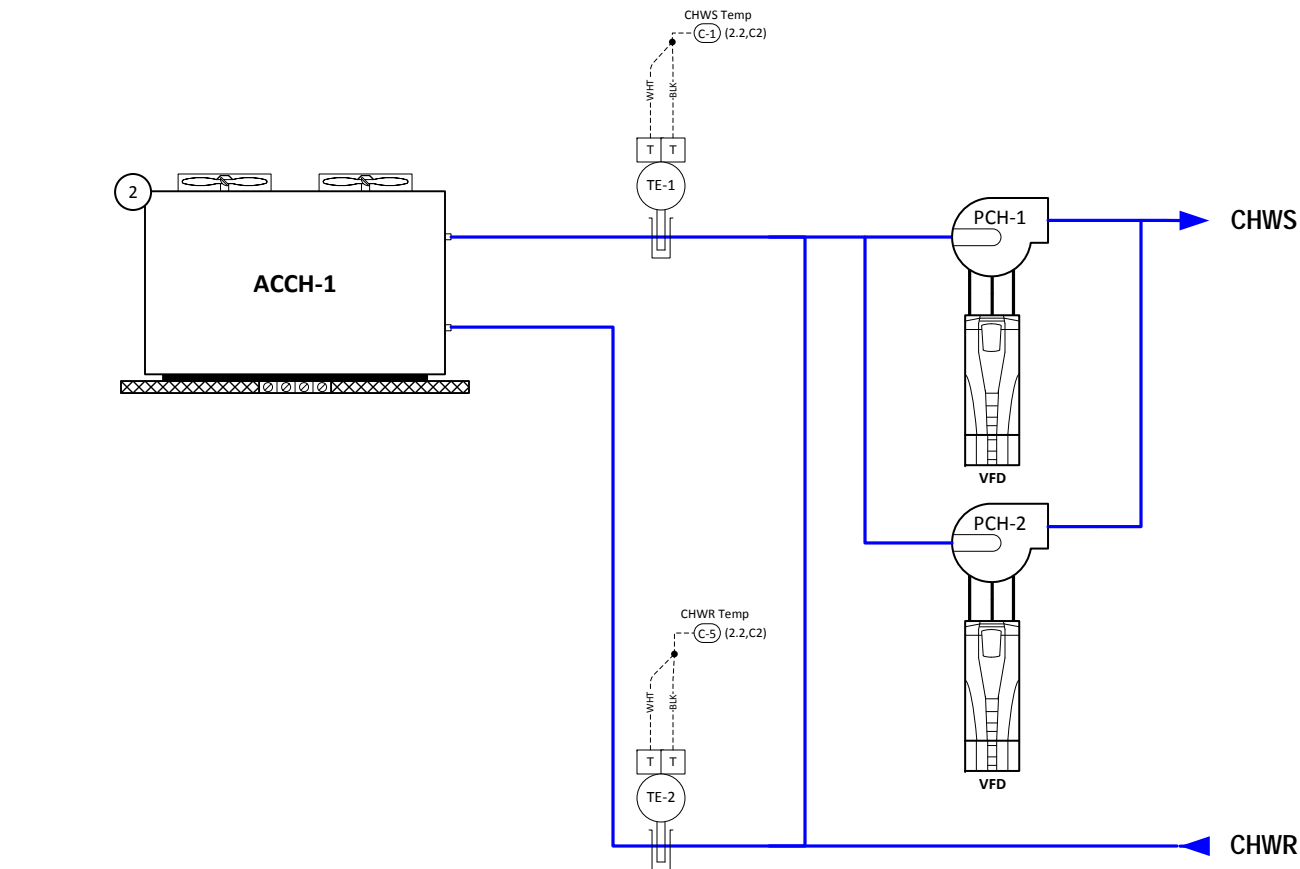 CHWS Temp
C-1 (2.2,C2)
WHT
BLK
T T
TE-1
2
ACCH-1
PCH-1
CHWS
VFD
PCH-2
CHWR Temp
C-5 (2.2,C2)
WHT
BLK
T T
TE-2
VFD
CHWR